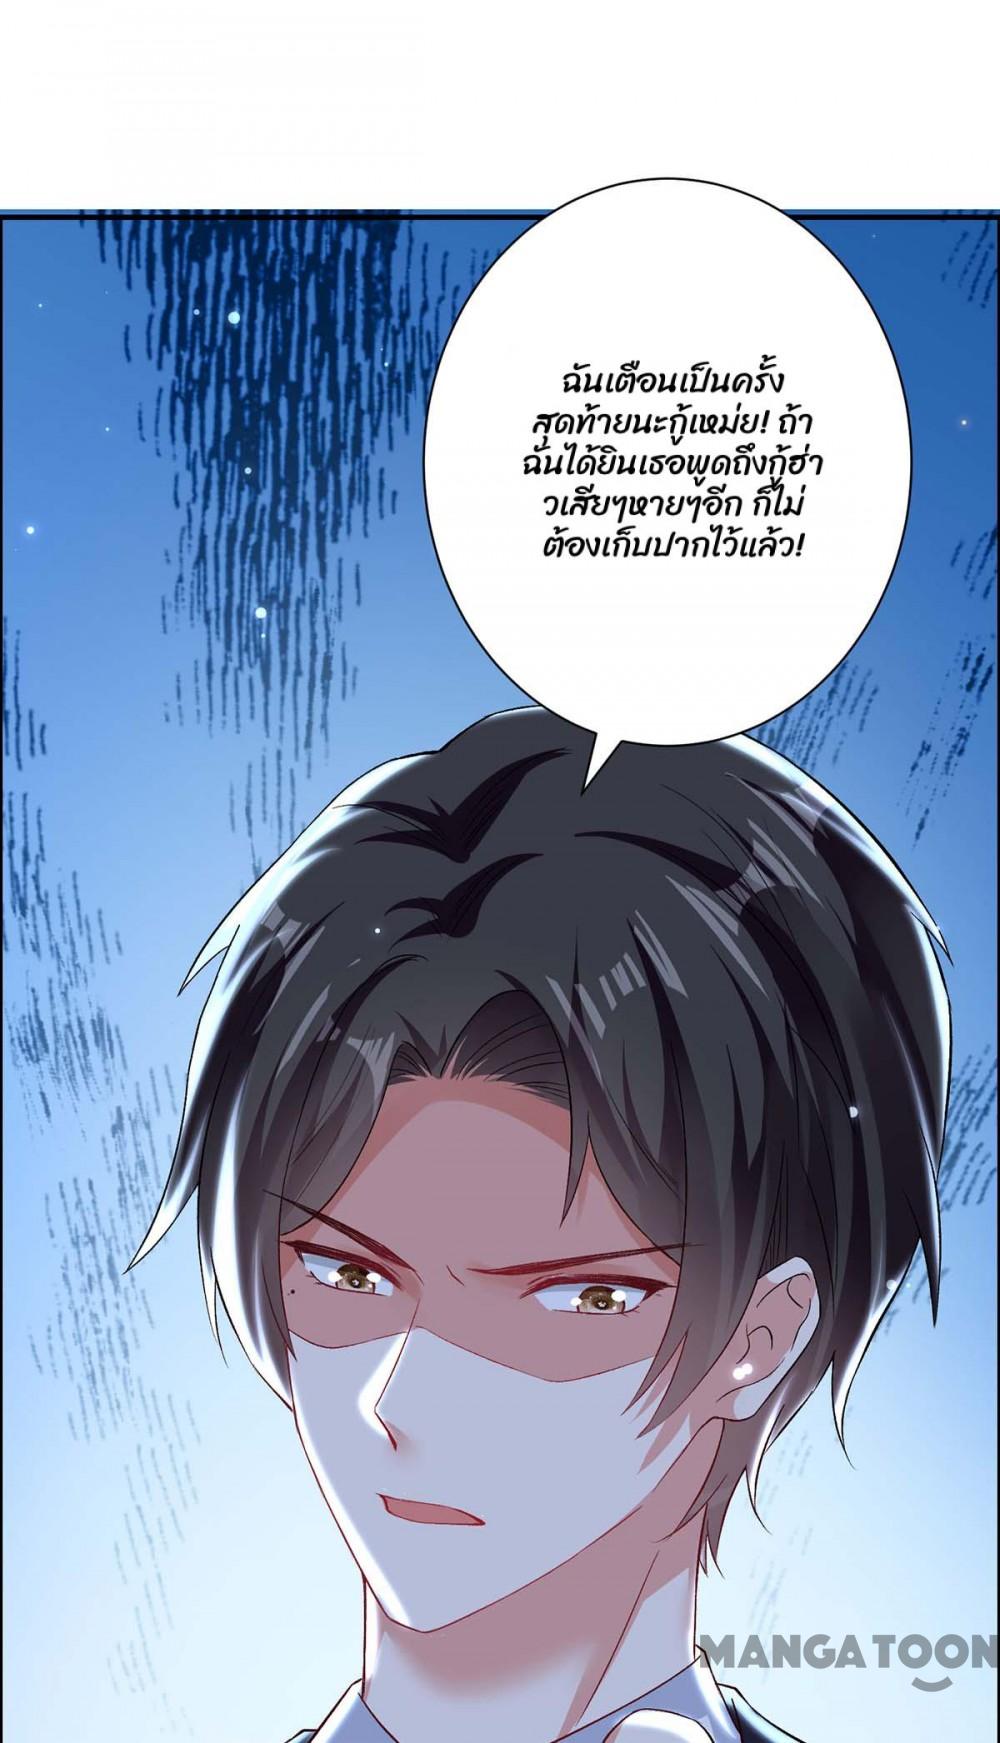 ฉันเตือนเป็นครั้ง
สุดท้ายนะกู้เหม่ย! ถ้า
ฉันได้ยินเธอพูดถึงกู้ฮ่า
วเสียๆหายๆอีก ก็ไม่
ต้องเก็บปากไว้แล้ว!
MANGATOON